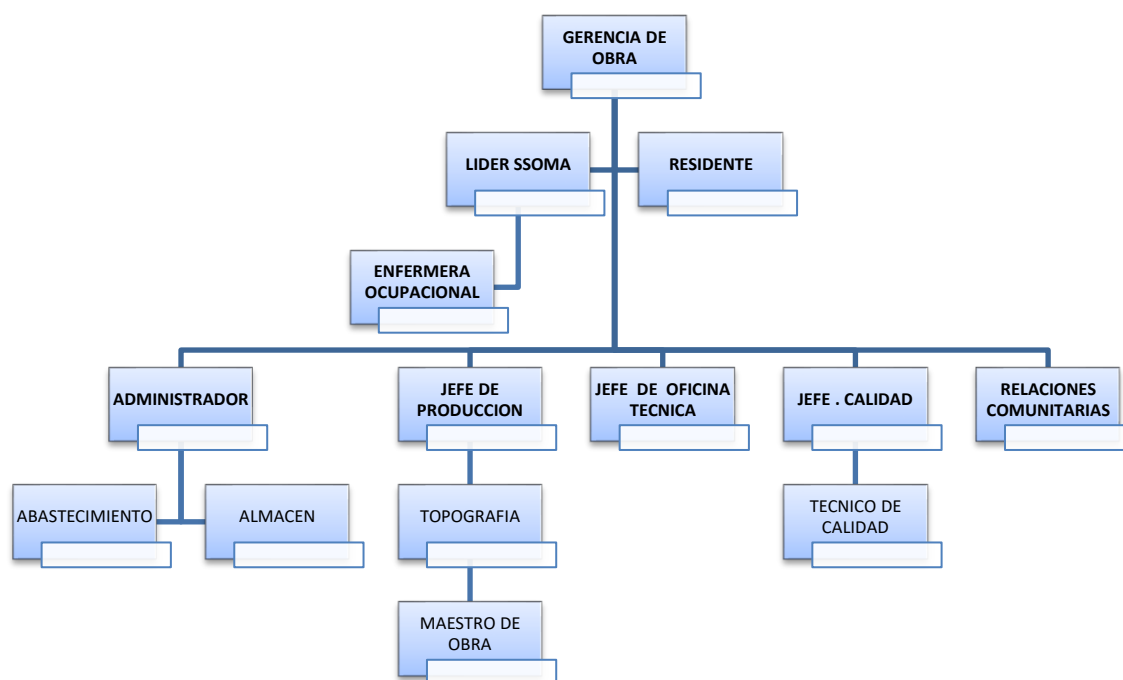 GERENCIA DE
OBRA
LIDER SSOMA
RESIDENTE
ENFERMERA
OCUPACIONAL
ADMINISTRADOR
JEFE DE
PRODUCCION
JEFE DE OFICINA
TECNICA
JEFE . CALIDAD
RELACIONES
COMUNITARIAS
ABASTECIMIENTO
ALMACEN
TOPOGRAFIA
TECNICO DE
CALIDAD
MAESTRO DE
OBRA